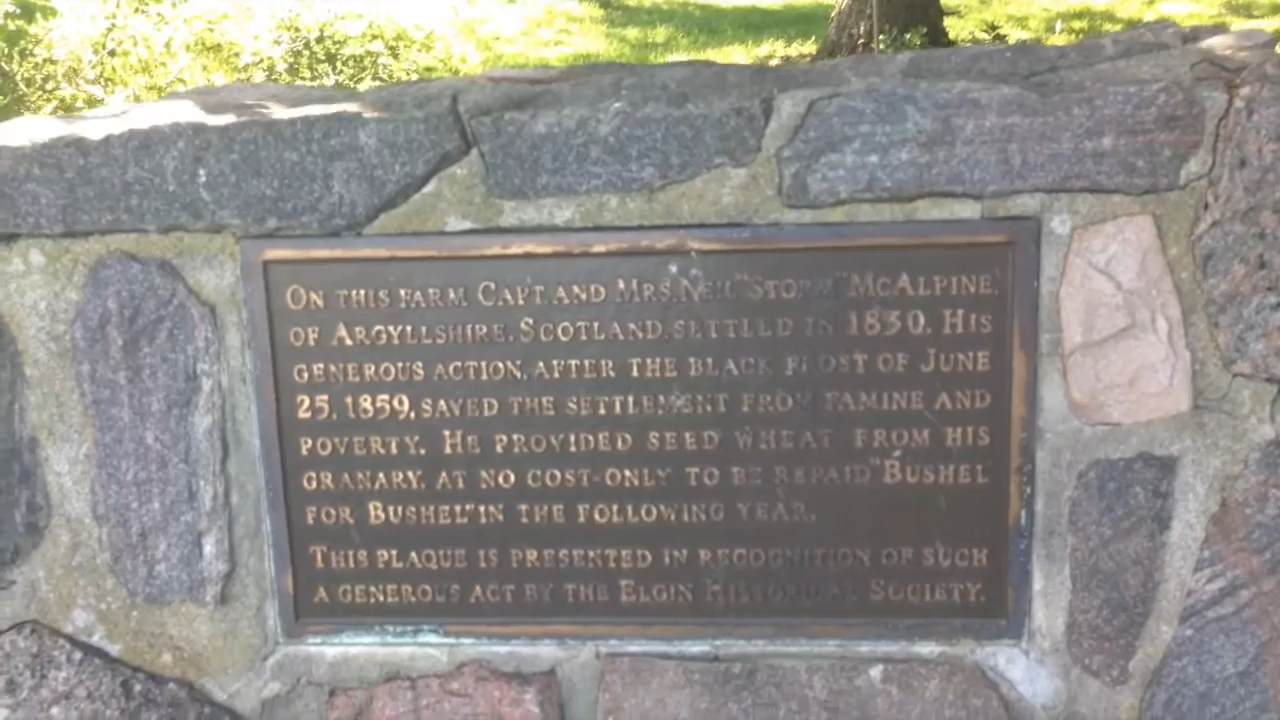 ON THIS FARM CAPT. AND MRS. NEIL "STORM" McALPINE,
OF ARGYLLSHIRE, SCOTLAND, SETTLED IN 1830. HIS
GENEROUS ACTION, AFTER THE BLACK FROST OF JUNE
25, 1859, SAVED THE SETTLEMENT FROM FAMINE AND
POVERTY. HE PROVIDED SEED WHEAT FROM HIS
GRANARY, AT NO COST-ONLY TO BE REPAID "BUSHEL
FOR BUSHEL" IN THE FOLLOWING YEAR.
THIS PLAQUE IS PRESENTED IN RECOGNITION OF SUCH
A GENEROUS ACT BY THE ELGIN HISTORICAL SOCIETY.